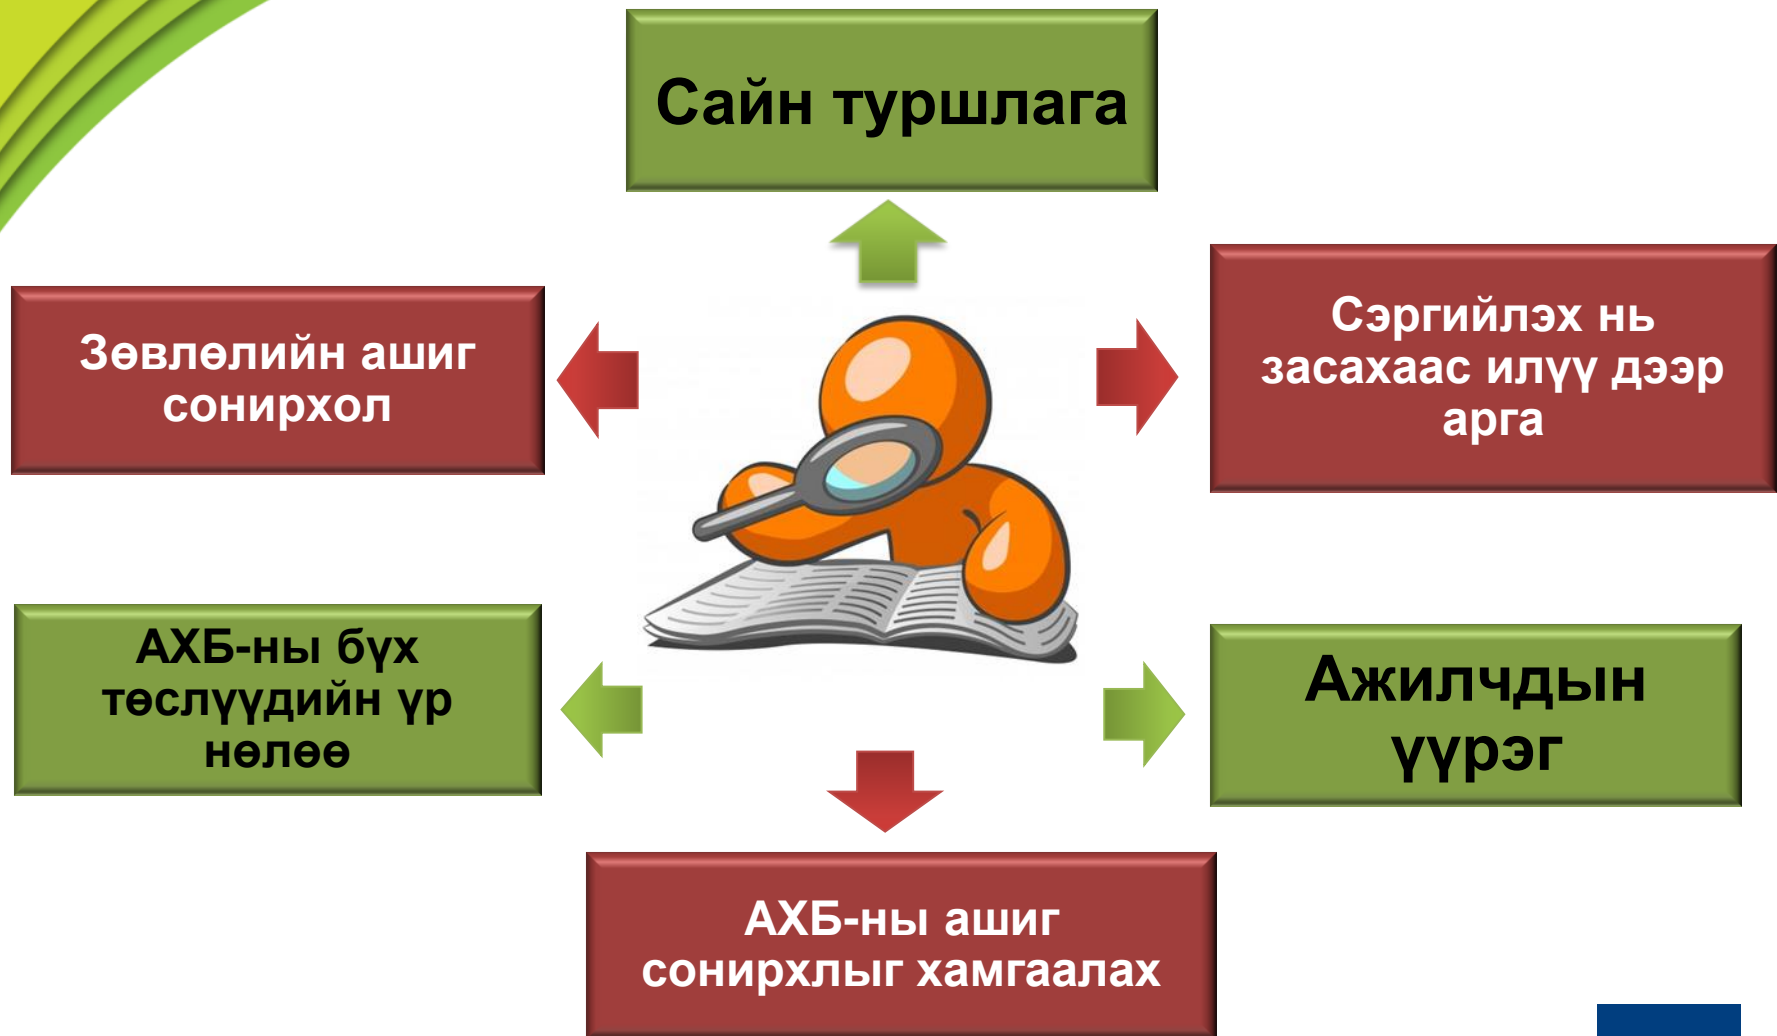 Сайн туршлага
Зөвлөлийн ашиг
сонирхол
Сэргийлэх нь
засахаас илүү дээр
арга
АХБ-ны бүх
төслүүдийн үр
нөлөө
Ажилчдын
үүрэг
АХБ-ны ашиг
сонирхлыг хамгаалах